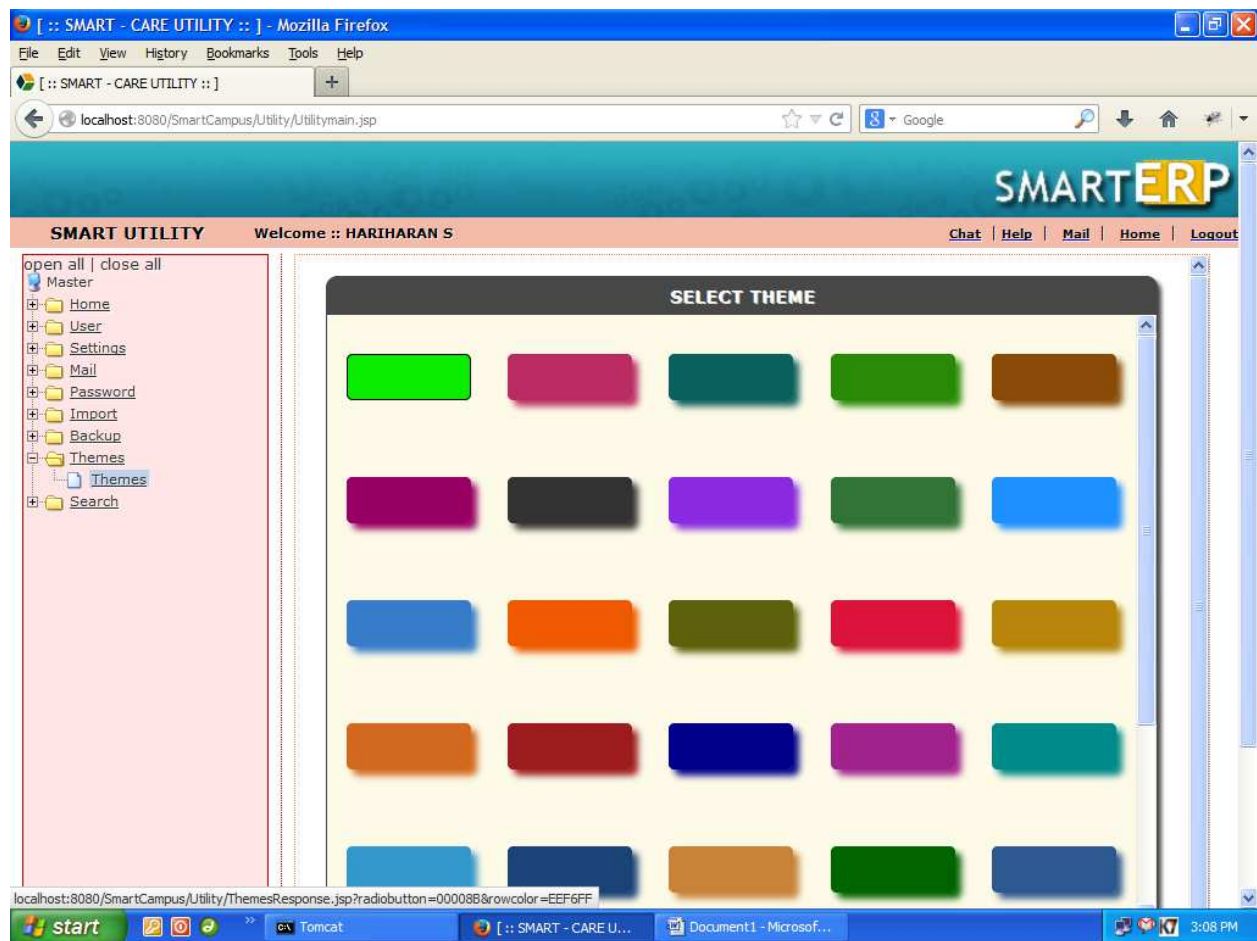 [ :: SMART - CARE UTILITY :: ] - Mozilla Firefox
File Edit View History Bookmarks Tools Help
[ :: SMART - CARE UTILITY :: ]
localhost:8080/SmartCampus/Utility/Utilitymain.jsp
8 Google
SMARTERP
SMART UTILITY Welcome :: HARIHARAN S Chat | Help | Mail | Home | Logout
open all | close all
Master
Home
User
Settings
Mail
Password
Import
Backup
Themes
Themes
Search
SELECT THEME
localhost:8080/SmartCampus/Utility/ThemesResponse.jsp?radiobutton=00008B&rowcolor=EEF6FF
start
Tomcat
[ :: SMART - CARE U...
Document1 - Microsof...
K7
3:08 PM